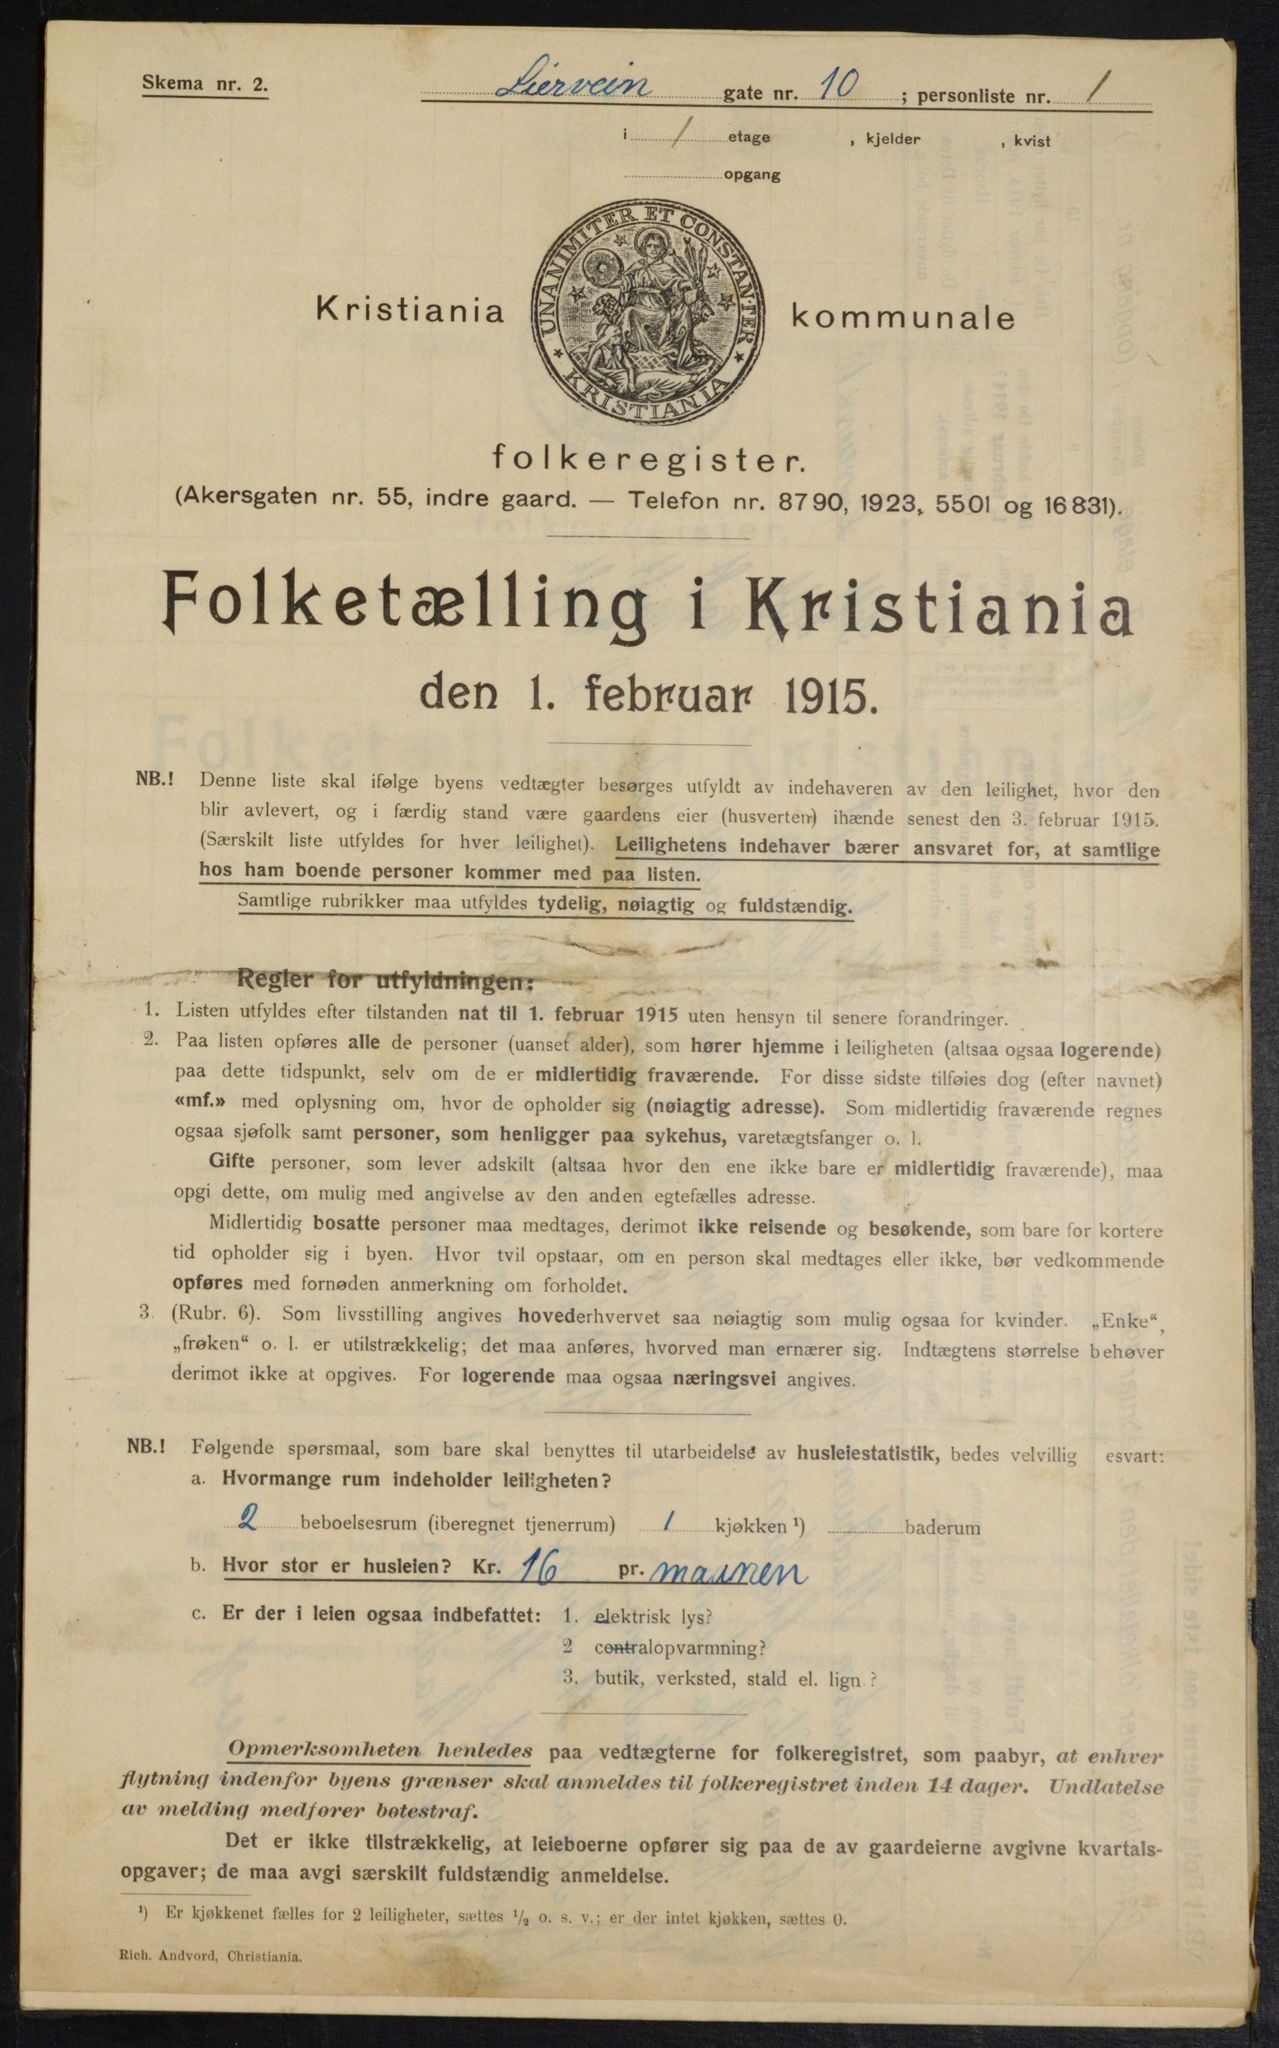 Skema nr. 2.
Liervein gate nr. 10 ; personliste nr. 1
i 1 etage , kjelder , kvist
opgang
UNANIMITER ET CONSTANTER
KRISTIANIA
Kristiania kommunale
folkeregister.
(Akersgaten nr. 55, indre gaard. — Telefon nr. 8790, 1923, 5501 og 16831).
Folketælling i Kristiania
den 1. februar 1915.
NB.! Denne liste skal ifølge byens vedtægter besørges utfyldt av indehaveren av den leilighet, hvor den
blir avlevert, og i færdig stand være gaardens eier (husverten) ihænde senest den 3. februar 1915.
(Særskilt liste utfyldes for hver leilighet). Leilighetens indehaver bærer ansvaret for, at samtlige
hos ham boende personer kommer med paa listen.
Samtlige rubrikker maa utfyldes tydelig, nøiagtig og fuldstændig.
Regler for utfyldningen:
1. Listen utfyldes efter tilstanden nat til 1. februar 1915 uten hensyn til senere forandringer.
2. Paa listen opføres alle de personer (uanset alder), som hører hjemme i leiligheten (altsaa ogsaa logerende)
paa dette tidspunkt, selv om de er midlertidig fraværende. For disse sidste tilføies dog (efter navnet)
«mf.» med oplysning om, hvor de opholder sig (nøiagtig adresse). Som midlertidig fraværende regnes
ogsaa sjøfolk samt personer, som henligger paa sykehus, varetægtsfanger o. l.
Gifte personer, som lever adskilt (altsaa hvor den ene ikke bare er midlertidig fraværende), maa
opgi dette, om mulig med angivelse av den anden egtefælles adresse.
Midlertidig bosatte personer maa medtages, derimot ikke reisende og besøkende, som bare for kortere
tid opholder sig i byen. Hvor tvil opstaar, om en person skal medtages eller ikke, bør vedkommende
opføres med fornøden anmerkning om forholdet.
3. (Rubr. 6). Som livsstilling angives hovederhvervet saa nøiagtig som mulig ogsaa for kvinder. „Enke“,
„frøken“ o. l. er utilstrækkelig; det maa anføres, hvorved man ernærer sig. Indtægtens størrelse behøver
derimot ikke at opgives. For logerende maa ogsaa næringsvei angives.
NB.! Følgende spørsmaal, som bare skal benyttes til utarbeidelse av husleiestatistik, bedes velvillig esvart:
a. Hvormange rum indeholder leiligheten?
2 beboelsesrum (iberegnet tjenerrum) 1 kjøkken ¹) baderum
b. Hvor stor er husleien? Kr. 16 pr. maanen
c. Er der i leien ogsaa indbefattet: 1. elektrisk lys?
2 centralopvarmning?
3. butik, verksted, stald el. lign.?
Opmerksomheten henledes paa vedtægterne for folkeregistret, som paabyr, at enhver
flytning indenfor byens grænser skal anmeldes til folkeregistret inden 14 dager. Undlatelse
av melding medfører bøtestraf.
Det er ikke tilstrækkelig, at leieboerne opfører sig paa de av gaardeierne avgivne kvartals-
opgaver; de maa avgi særskilt fuldstændig anmeldelse.
¹) Er kjøkkenet fælles for 2 leiligheter, sættes ½ o. s. v.; er der intet kjøkken, sættes 0.
Rich. Andvord, Christiania.